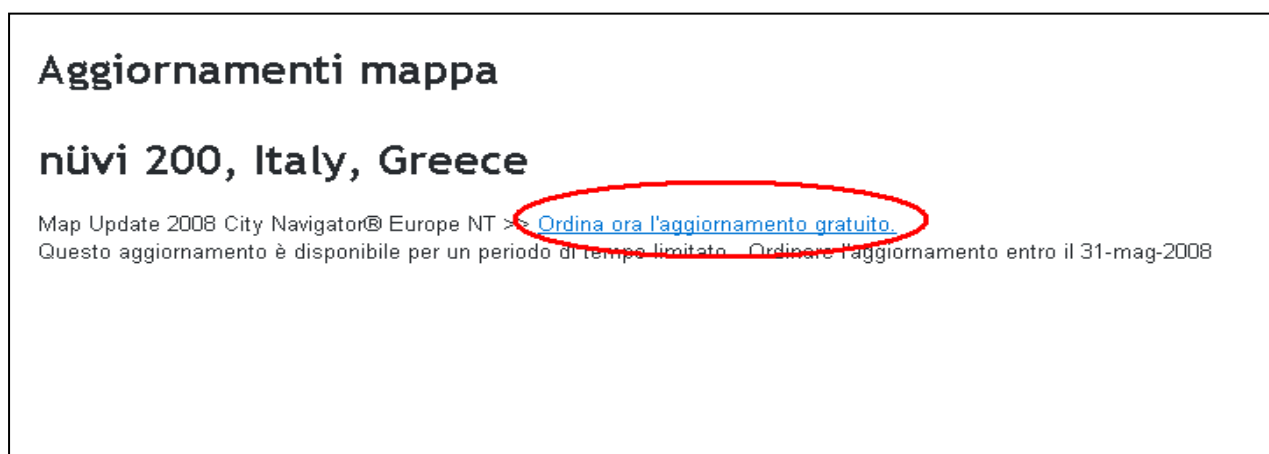 Aggiornamenti mappa
nüvi 200, Italy, Greece
Map Update 2008 City Navigator® Europe NT >> Ordina ora l'aggiornamento gratuito.
Questo aggiornamento è disponibile per un periodo di tempo limitato. Ordinare l'aggiornamento entro il 31-mag-2008